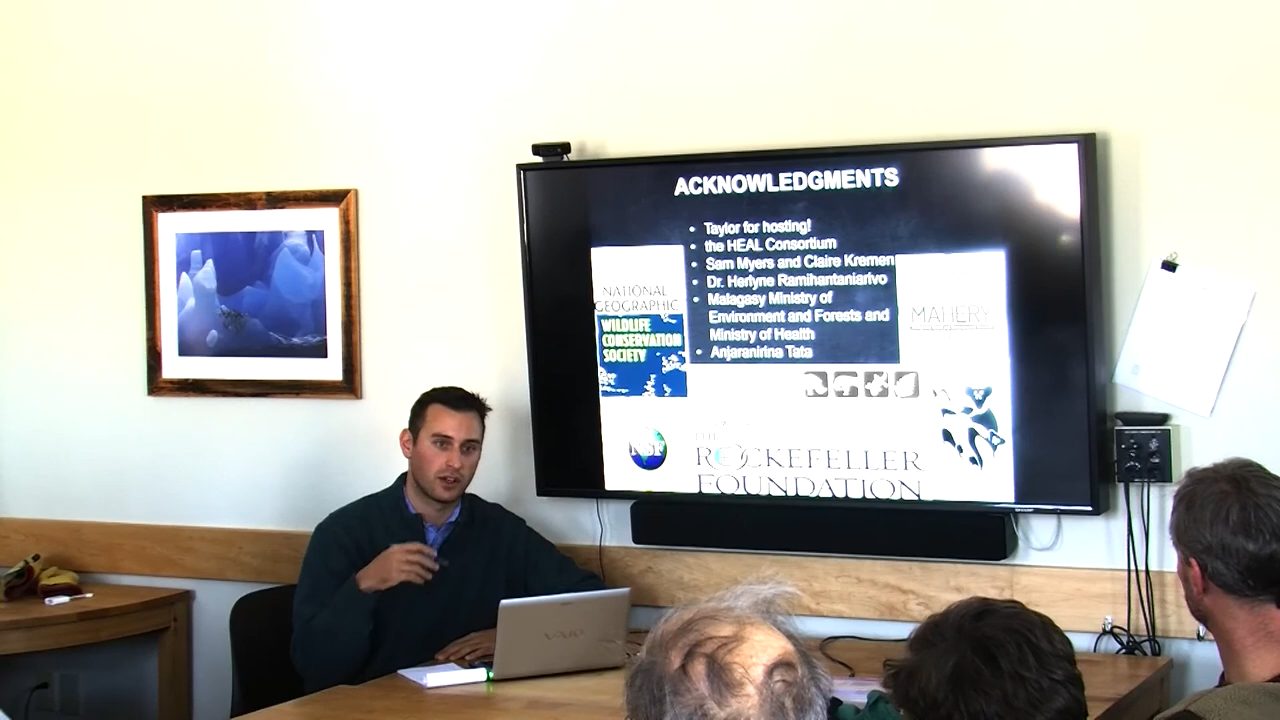 ACKNOWLEDGMENTS
• Taylor for hosting!
• the HEAL Consortium
• Sam Myers and Claire Kremen
• Dr. Herlyne Ramihantaniarivo
• Malagasy Ministry of
Environment and Forests and
Ministry of Health
• Anjaranirina Tata
NATIONAL
GEOGRAPHIC
WILDLIFE
CONSERVATION
SOCIETY
MAHERY
NSF
THE
ROCKEFELLER
FOUNDATION
VAIO